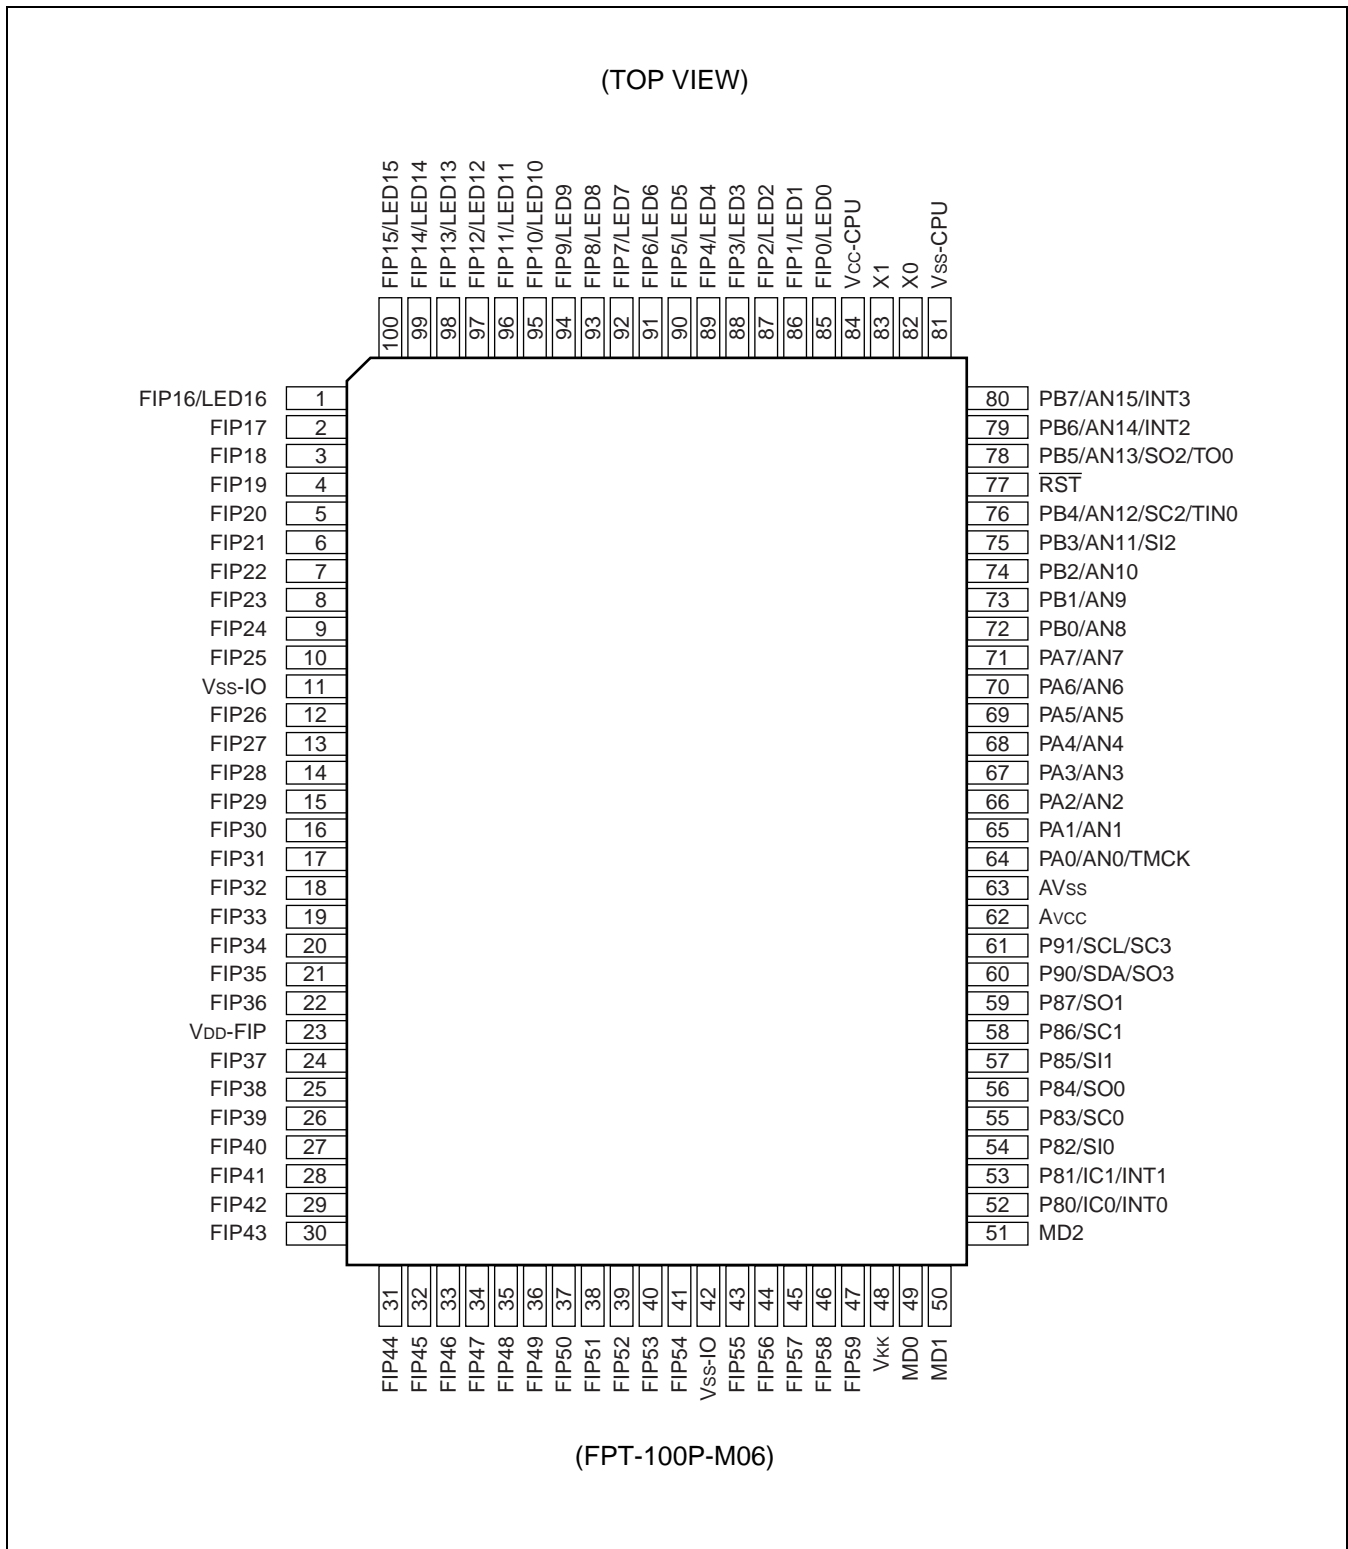 (TOP VIEW)
FIP15/LED15
FIP14/LED14
FIP13/LED13
FIP12/LED12
FIP11/LED11
FIP10/LED10
FIP9/LED9
FIP8/LED8
FIP7/LED7
FIP6/LED6
FIP5/LED5
FIP4/LED4
FIP3/LED3
FIP2/LED2
FIP1/LED1
FIP0/LED0
Vcc-CPU
X1
X0
Vss-CPU
100 99 98 97 96 95 94 93 92 91 90 89 88 87 86 85 84 83 82 81
FIP16/LED16 1 80 PB7/AN15/INT3
FIP17 2 79 PB6/AN14/INT2
FIP18 3 78 PB5/AN13/SO2/TO0
FIP19 4 77 RST
FIP20 5 76 PB4/AN12/SC2/TIN0
FIP21 6 75 PB3/AN11/SI2
FIP22 7 74 PB2/AN10
FIP23 8 73 PB1/AN9
FIP24 9 72 PB0/AN8
FIP25 10 71 PA7/AN7
Vss-IO 11 70 PA6/AN6
FIP26 12 69 PA5/AN5
FIP27 13 68 PA4/AN4
FIP28 14 67 PA3/AN3
FIP29 15 66 PA2/AN2
FIP30 16 65 PA1/AN1
FIP31 17 64 PA0/AN0/TMCK
FIP32 18 63 AVss
FIP33 19 62 Avcc
FIP34 20 61 P91/SCL/SC3
FIP35 21 60 P90/SDA/SO3
FIP36 22 59 P87/SO1
VDD-FIP 23 58 P86/SC1
FIP37 24 57 P85/SI1
FIP38 25 56 P84/SO0
FIP39 26 55 P83/SC0
FIP40 27 54 P82/SI0
FIP41 28 53 P81/IC1/INT1
FIP42 29 52 P80/IC0/INT0
FIP43 30 51 MD2
31 32 33 34 35 36 37 38 39 40 41 42 43 44 45 46 47 48 49 50
FIP44
FIP45
FIP46
FIP47
FIP48
FIP49
FIP50
FIP51
FIP52
FIP53
FIP54
Vss-IO
FIP55
FIP56
FIP57
FIP58
FIP59
VKK
MD0
MD1
(FPT-100P-M06)